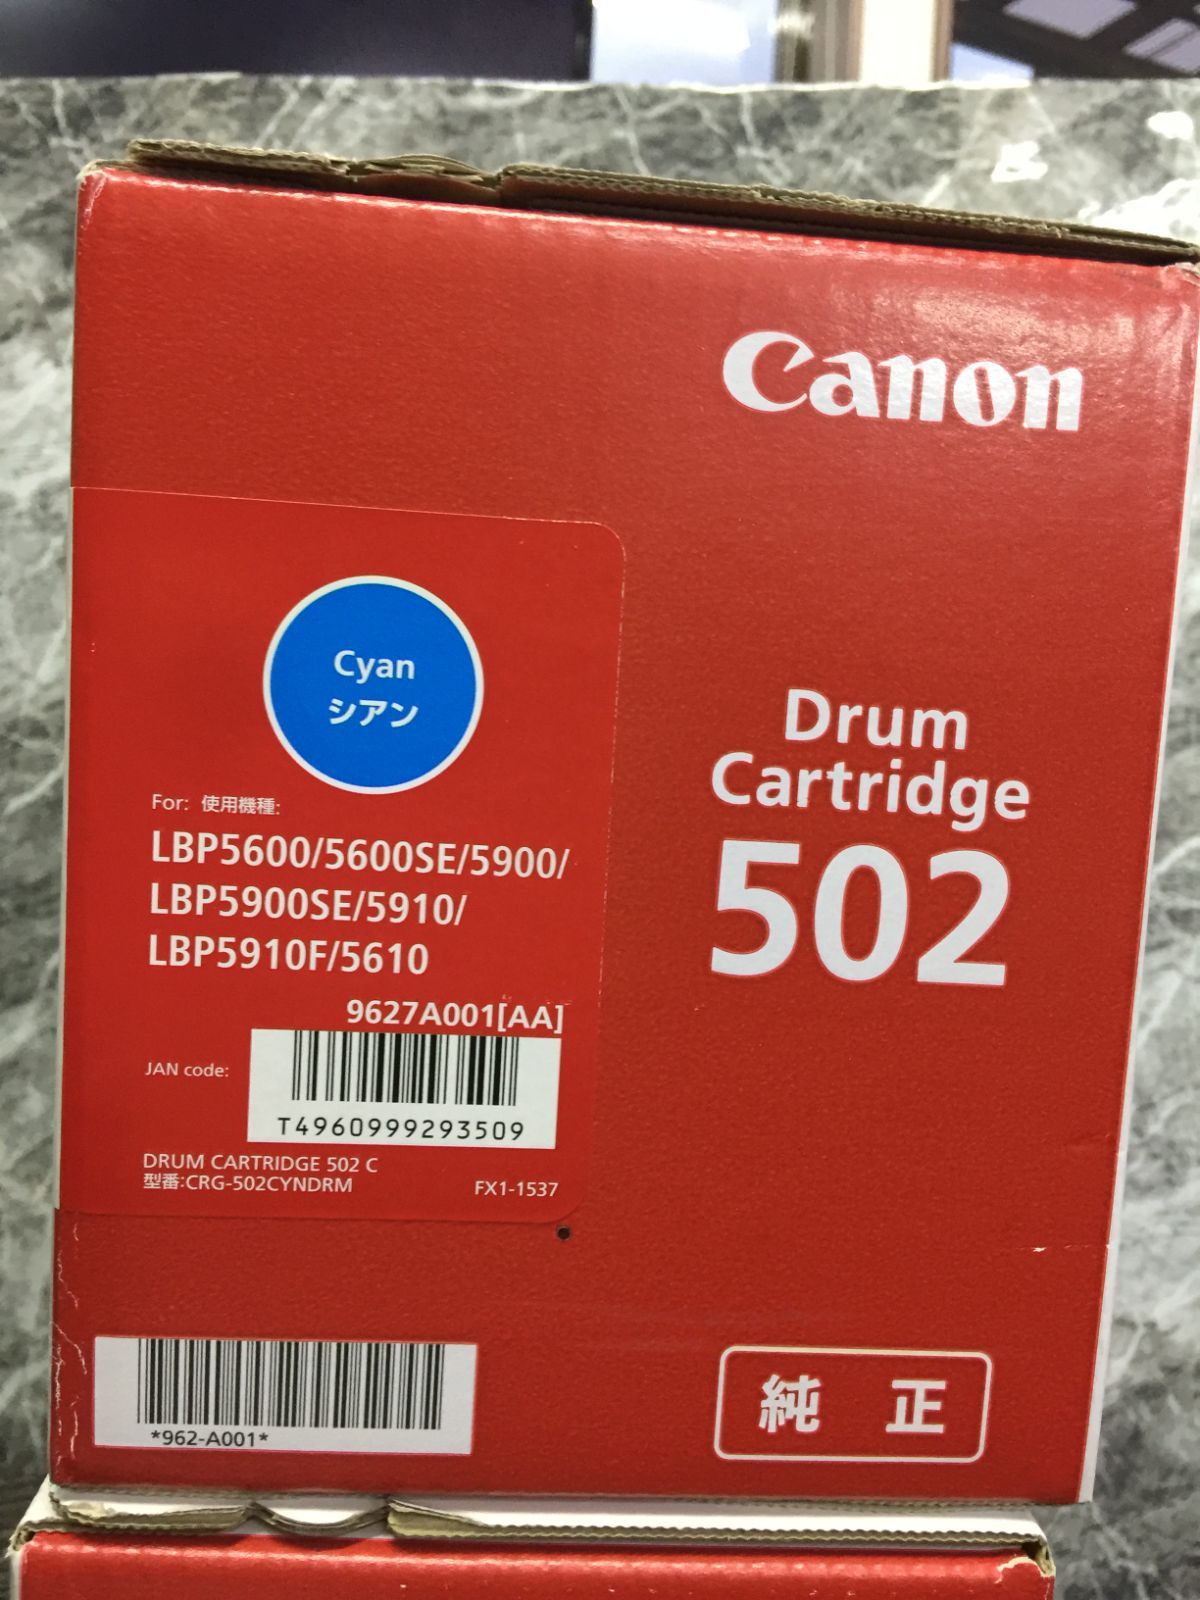 Canon
Cyan
シアン
Drum
Cartridge
502
For: 使用機種:
LBP5600/5600SE/5900/
LBP5900SE/5910/
LBP5910F/5610
9627A001[AA]
JAN code:
T4960999293509
DRUM CARTRIDGE 502 C
型番:CRG-502CYNDRM
FX1-1537
*962-A001*
純正